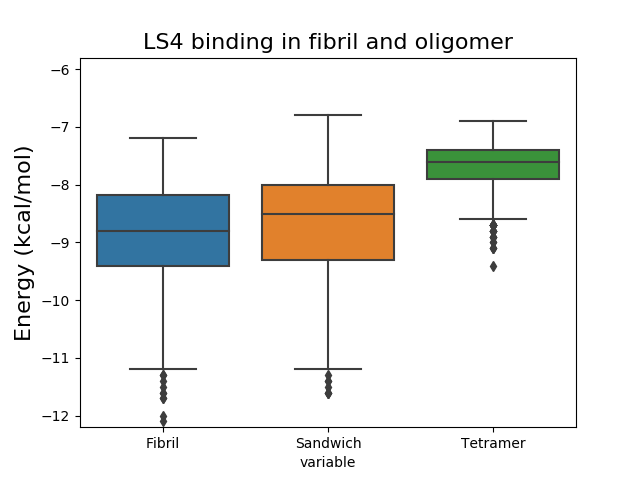 LS4 binding in fibril and oligomer
Energy (kcal/mol)
−6
−7
−8
−9
−10
−11
−12
Fibril
Sandwich
Tetramer
variable